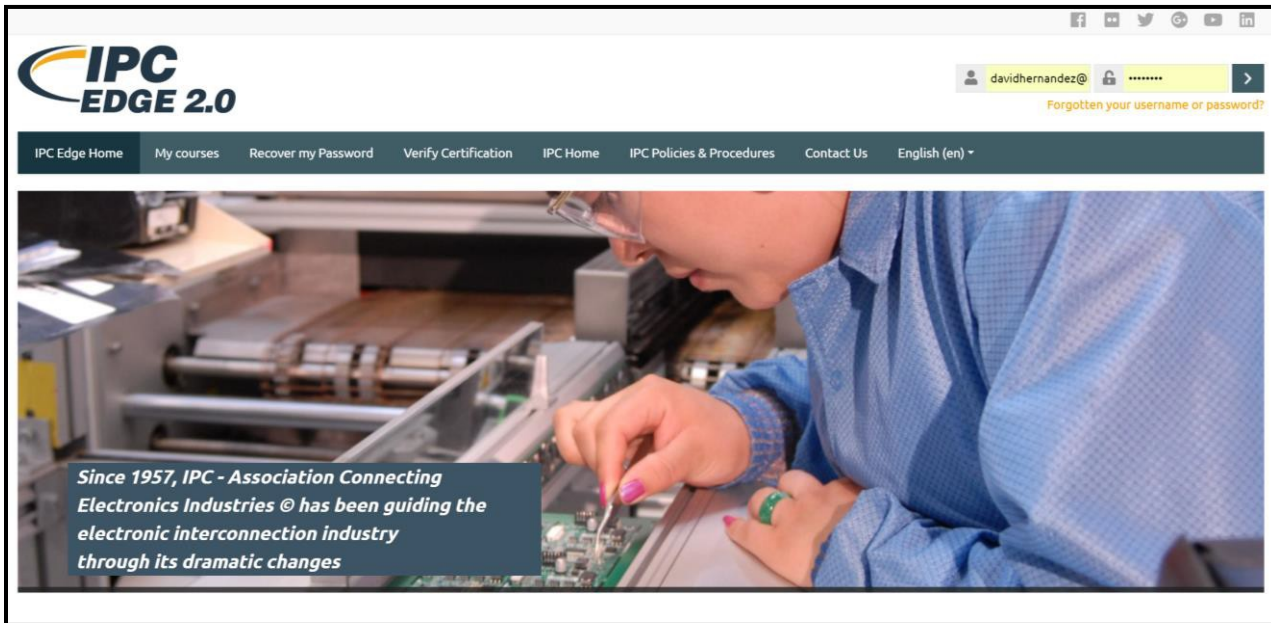 IPC
EDGE 2.0
davidhernandez@ ••••••••
Forgotten your username or password?
IPC Edge Home My courses Recover my Password Verify Certification IPC Home IPC Policies & Procedures Contact Us English (en)
Since 1957, IPC - Association Connecting
Electronics Industries © has been guiding the
electronic interconnection industry
through its dramatic changes